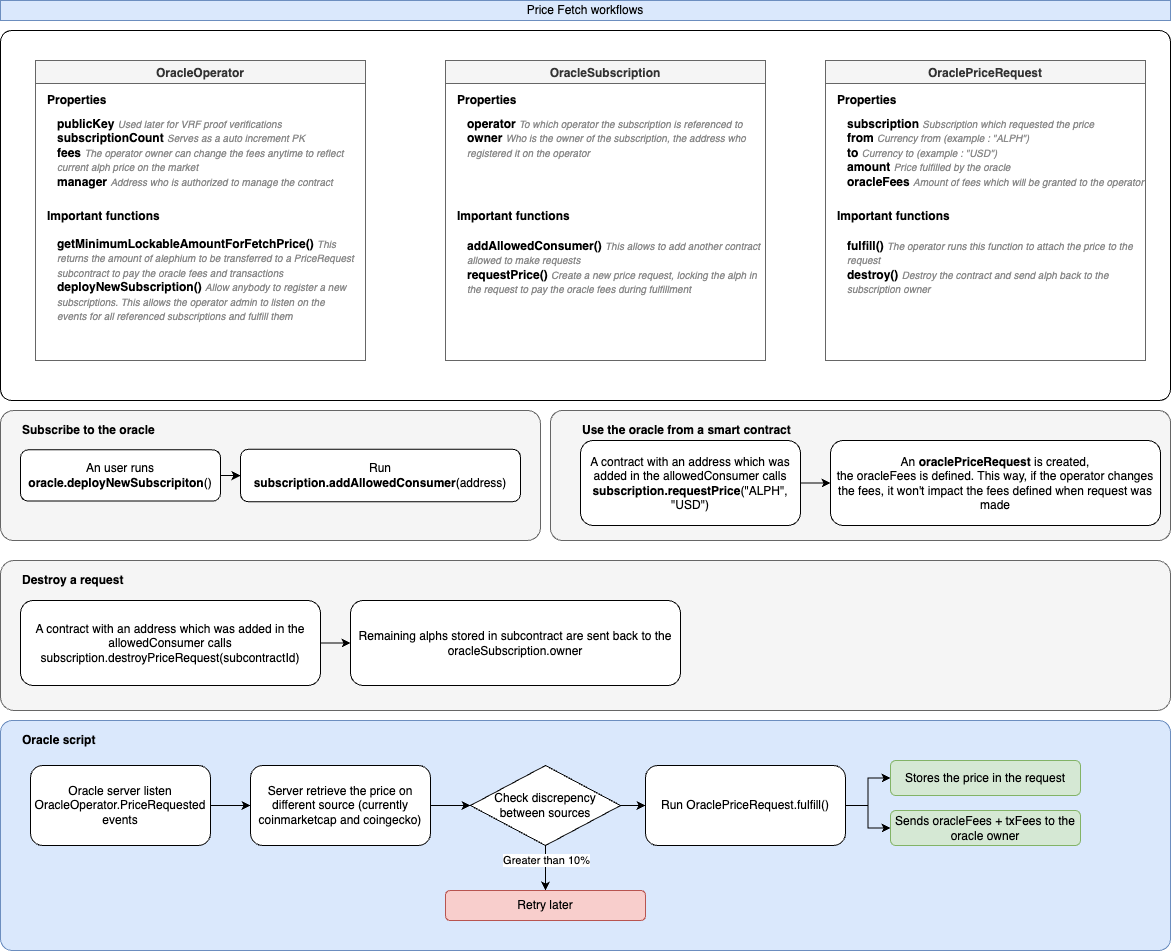 Price Fetch workflows
OracleOperator
Properties
publicKey Used later for VRF proof verifications
subscriptionCount Serves as a auto increment PK
fees The operator owner can change the fees anytime to reflect
current alph price on the market
manager Address who is authorized to manage the contract
Important functions
getMinimumLockableAmountForFetchPrice() This
returns the amount of alephium to be transferred to a PriceRequest
subcontract to pay the oracle fees and transactions
deployNewSubscription() Allow anybody to register a new
subscriptions. This allows the operator admin to listen on the
events for all referenced subscriptions and fulfill them
OracleSubscription
Properties
operator To which operator the subscription is referenced to
owner Who is the owner of the subscription, the address who
registered it on the operator
Important functions
addAllowedConsumer() This allows to add another contract
allowed to make requests
requestPrice() Create a new price request, locking the alph in
the request to pay the oracle fees during fulfillment
OraclePriceRequest
Properties
subscription Subscription which requested the price
from Currency from (example : "ALPH")
to Currency to (example : "USD")
amount Price fulfilled by the oracle
oracleFees Amount of fees which will be granted to the operator
Important functions
fulfill() The operator runs this function to attach the price to the
request
destroy() Destroy the contract and send alph back to the
subscription owner
Subscribe to the oracle
An user runs
oracle.deployNewSubscripiton()
Run
subscription.addAllowedConsumer(address)
Use the oracle from a smart contract
A contract with an address which was
added in the allowedConsumer calls
subscription.requestPrice("ALPH",
"USD")
An oraclePriceRequest is created,
the oracleFees is defined. This way, if the operator changes
the fees, it won't impact the fees defined when request was
made
Destroy a request
A contract with an address which was added in the
allowedConsumer calls
subscription.destroyPriceRequest(subcontractId)
Remaining alphs stored in subcontract are sent back to the
oracleSubscription.owner
Oracle script
Oracle server listen
OracleOperator.PriceRequested
events
Server retrieve the price on
different source (currently
coinmarketcap and coingecko)
Check discrepency
between sources
Greater than 10%
Retry later
Run OraclePriceRequest.fulfill()
Stores the price in the request
Sends oracleFees + txFees to the
oracle owner